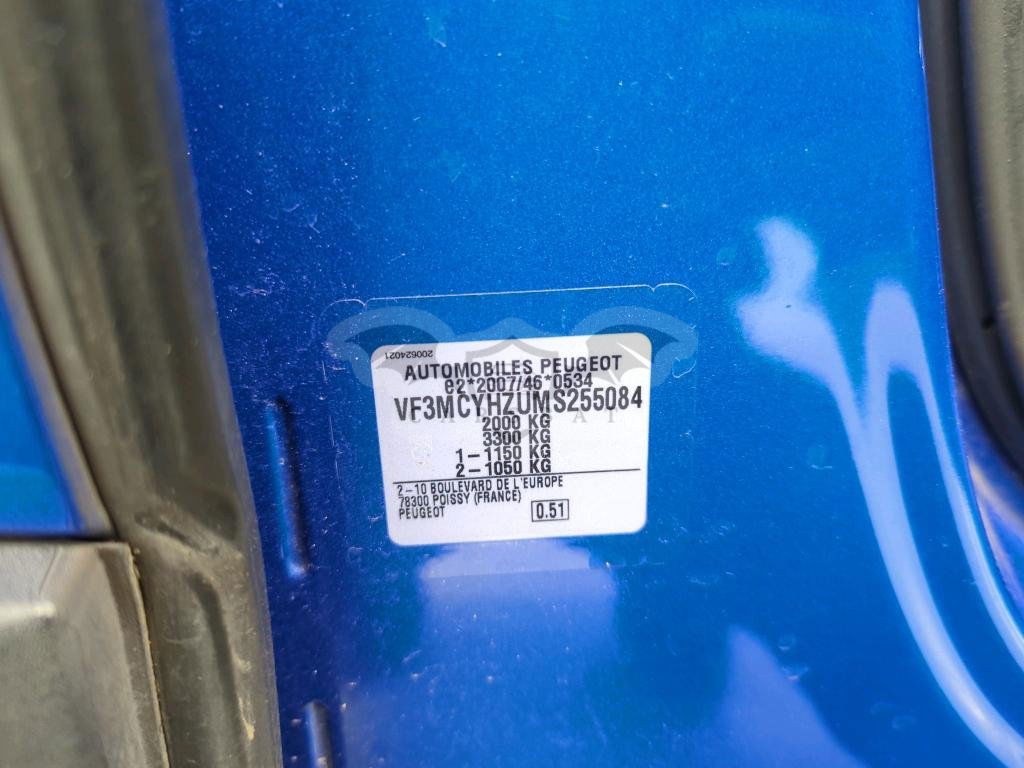 200624021
AUTOMOBILES PEUGEOT
e2*2007/46*0534
VF3MCYHZUMS255084
2000 KG
3300 KG
1-1150 KG
2-1050 KG
2-10 BOULEVARD DE L'EUROPE
78300 POISSY (FRANCE)
PEUGEOT 0.51